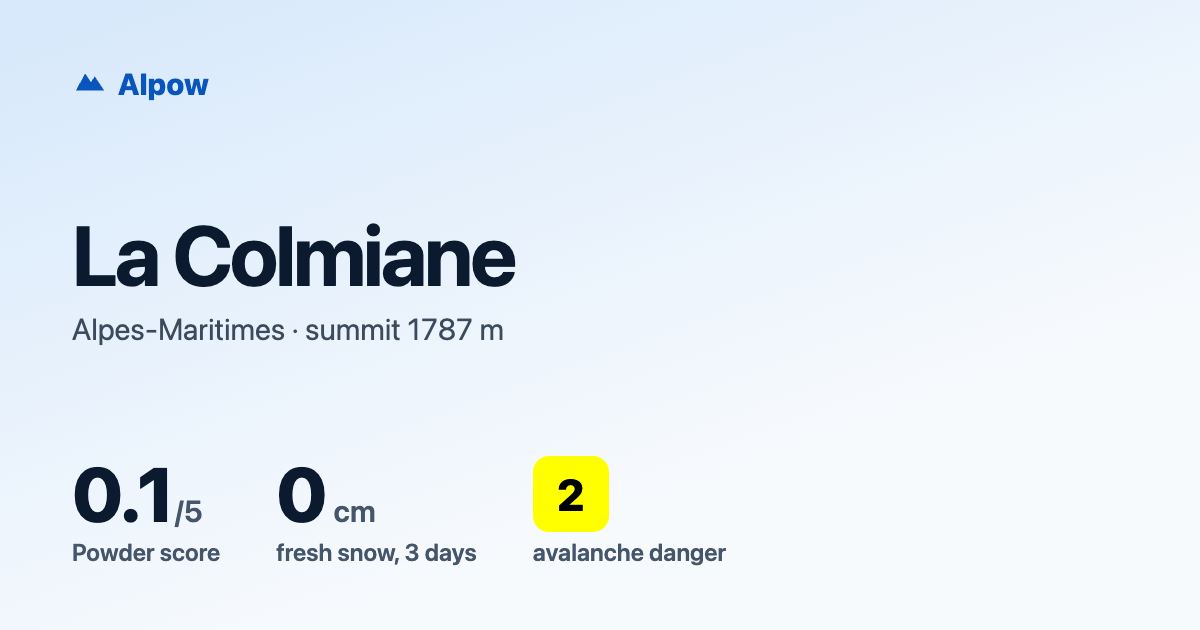 Alpow
La Colmiane
Alpes-Maritimes · summit 1787 m
0.1/5
Powder score
0 cm
fresh snow, 3 days
2
avalanche danger